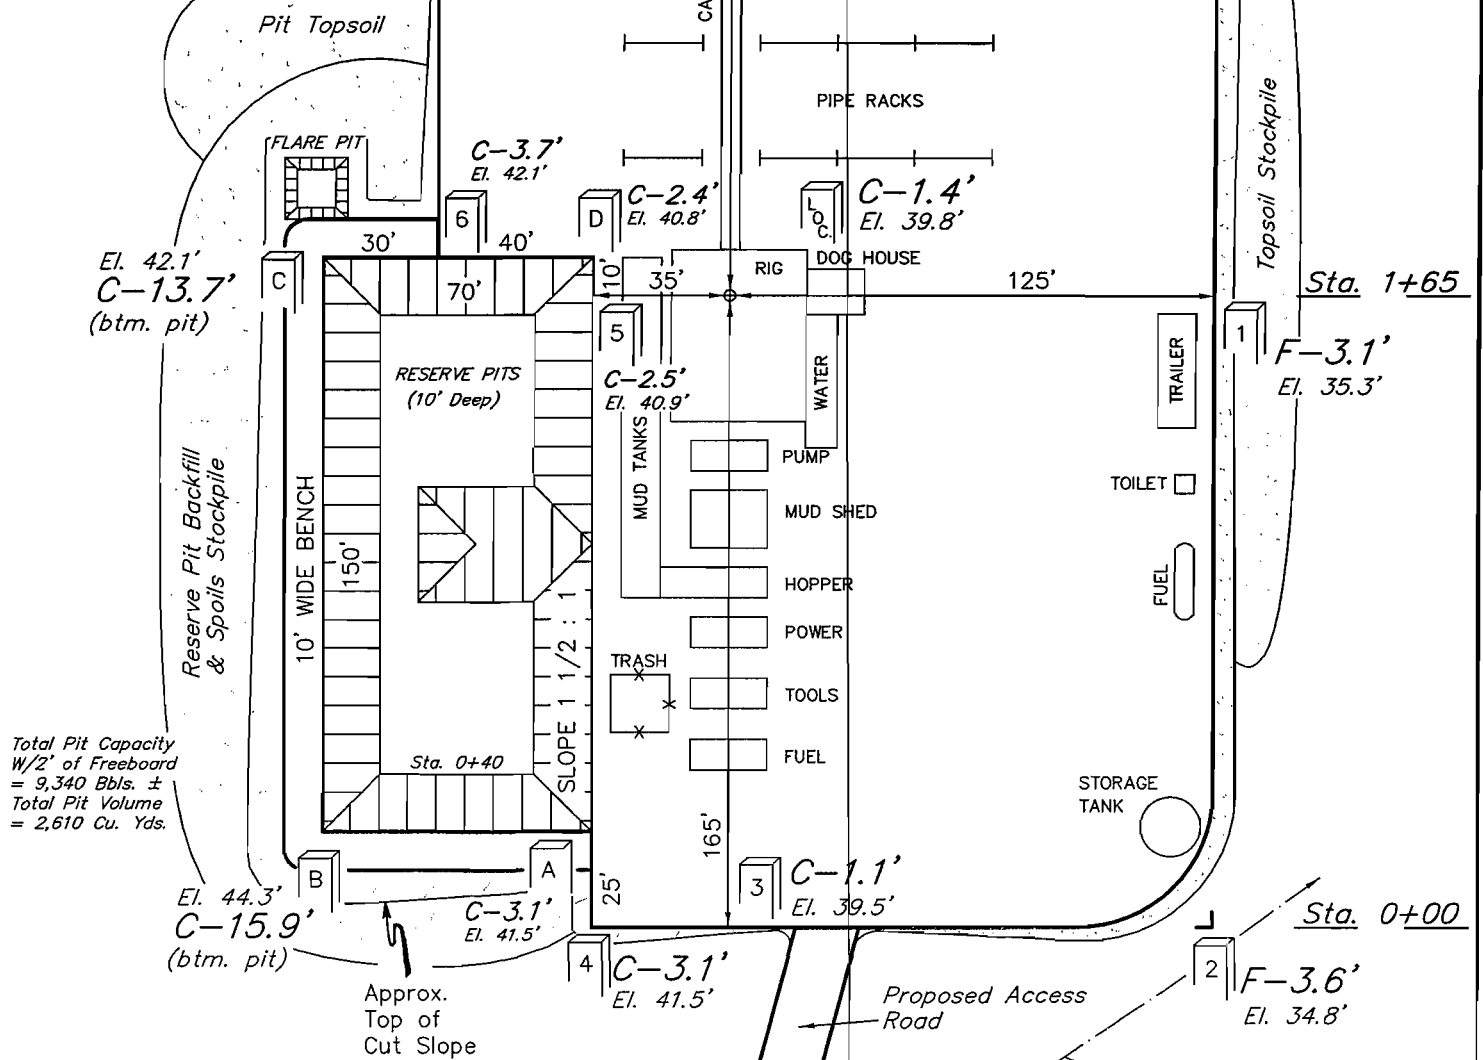 CA
Pit Topsoil
PIPE RACKS
Topsoil Stockpile
FLARE PIT
C-3.7'
El. 42.1'
6
D
C-2.4'
El. 40.8'
LOC.
C-1.4'
El. 39.8'
30'
40'
10'
DOG HOUSE
El. 42.1'
C-13.7'
(btm. pit)
C
70'
35'
RIG
125'
Sta. 1+65
5
1
F-3.1'
El. 35.3'
TRAILER
WATER
RESERVE PITS
(10' Deep)
C-2.5'
El. 40.9'
MUD TANKS
PUMP
TOILET
MUD SHED
Reserve Pit Backfill
& Spoils Stockpile
10' WIDE BENCH
150'
HOPPER
FUEL
SLOPE 1 1/2 : 1
POWER
TRASH
TOOLS
FUEL
Total Pit Capacity
W/2' of Freeboard
= 9,340 Bbls. ±
Total Pit Volume
= 2,610 Cu. Yds.
Sta. 0+40
STORAGE
TANK
165'
B
A
25'
3
C-1.1'
El. 39.5'
El. 44.3'
C-15.9'
(btm. pit)
C-3.1'
El. 41.5'
Sta. 0+00
4
C-3.1'
El. 41.5'
2
F-3.6'
El. 34.8'
Approx.
Top of
Cut Slope
Proposed Access
Road